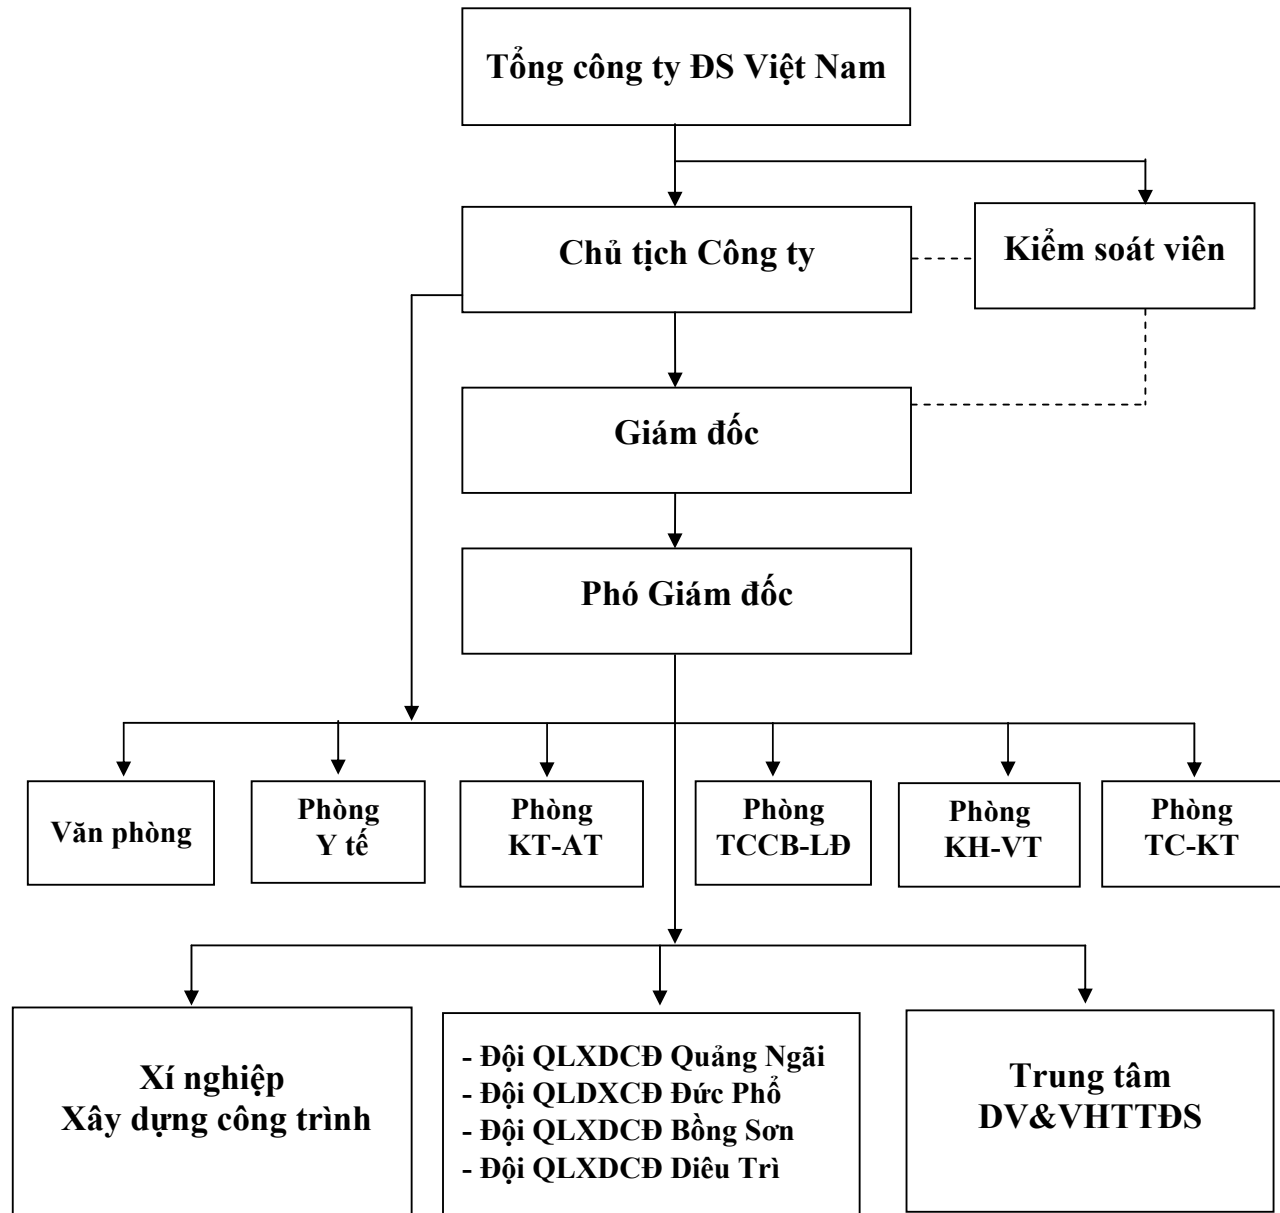 Tổng công ty ĐS Việt Nam
Chủ tịch Công ty
Kiểm soát viên
Giám đốc
Phó Giám đốc
Văn phòng
Phòng
Y tế
Phòng
KT-AT
Phòng
TCCB-LĐ
Phòng
KH-VT
Phòng
TC-KT
Xí nghiệp
Xây dựng công trình
- Đội QLXDCĐ Quảng Ngãi
- Đội QLDXCĐ Đức Phổ
- Đội QLXDCĐ Bồng Sơn
- Đội QLXDCĐ Diêu Trì
Trung tâm
DV&VHTTĐS